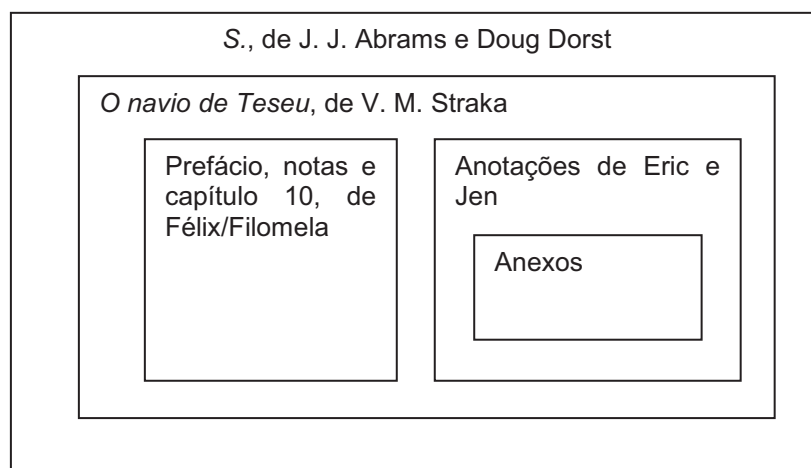 S., de J. J. Abrams e Doug Dorst
O navio de Teseu, de V. M. Straka
Prefácio, notas e
capítulo 10, de
Félix/Filomela
Anotações de Eric e
Jen
Anexos